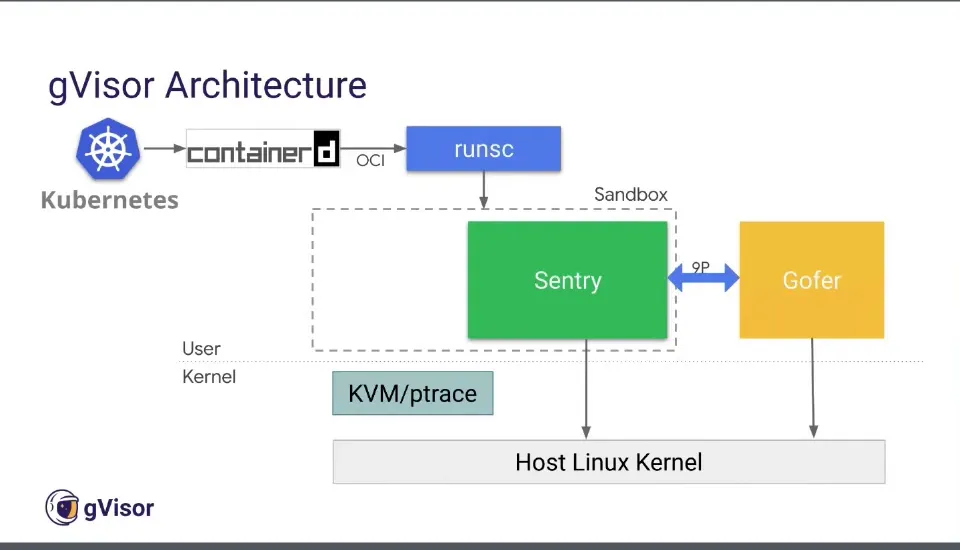 gVisor Architecture
Kubernetes
containerd
OCI
runsc
Sandbox
Sentry
9P
Gofer
User
Kernel
KVM/ptrace
Host Linux Kernel
gVisor